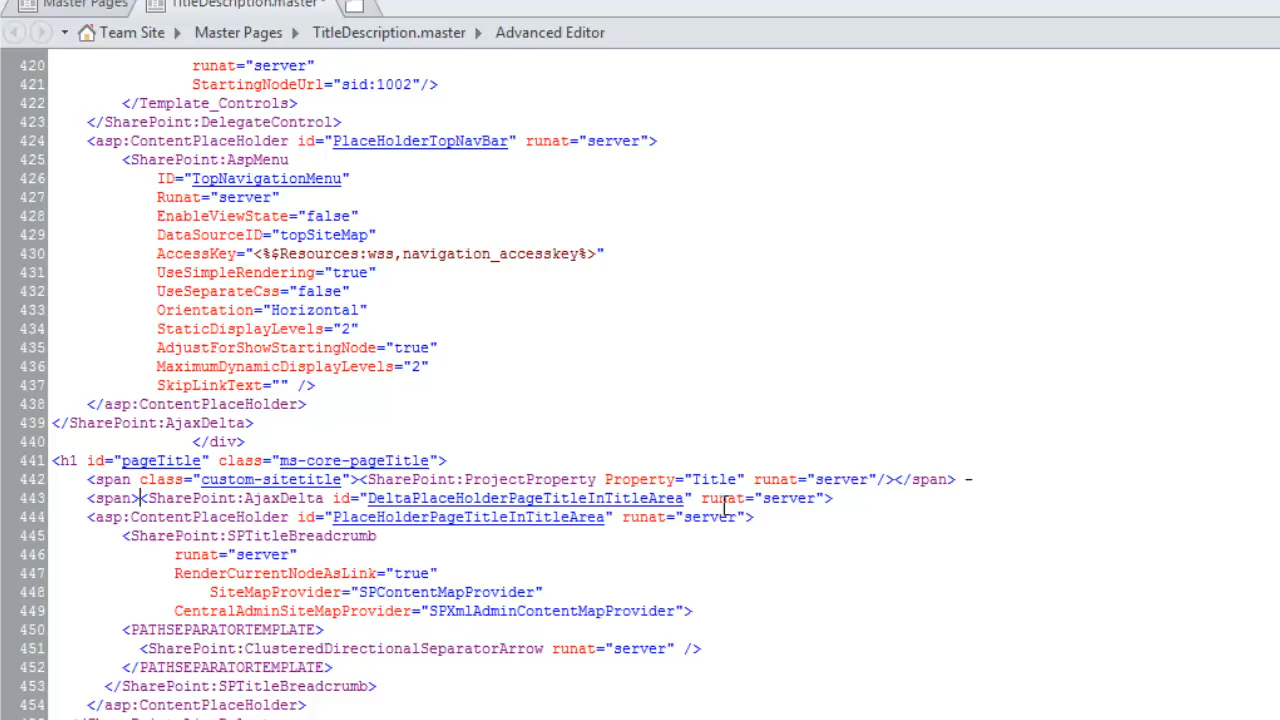 Master Pages TitleDescription.master *
Team Site Master Pages TitleDescription.master Advanced Editor
420 runat="server"
421 StartingNodeUrl="sid:1002"/>
422 </Template_Controls>
423 </SharePoint:DelegateControl>
424 <asp:ContentPlaceHolder id="PlaceHolderTopNavBar" runat="server">
425 <SharePoint:AspMenu
426 ID="TopNavigationMenu"
427 Runat="server"
428 EnableViewState="false"
429 DataSourceID="topSiteMap"
430 AccessKey="<%$Resources:wss,navigation_accesskey%>"
431 UseSimpleRendering="true"
432 UseSeparateCss="false"
433 Orientation="Horizontal"
434 StaticDisplayLevels="2"
435 AdjustForShowStartingNode="true"
436 MaximumDynamicDisplayLevels="2"
437 SkipLinkText="" />
438 </asp:ContentPlaceHolder>
439 </SharePoint:AjaxDelta>
440 </div>
441 <h1 id="pageTitle" class="ms-core-pageTitle">
442 <span class="custom-sitetitle"><SharePoint:ProjectProperty Property="Title" runat="server"/></span> -
443 <span><SharePoint:AjaxDelta id="DeltaPlaceHolderPageTitleInTitleArea" runat="server">
444 <asp:ContentPlaceHolder id="PlaceHolderPageTitleInTitleArea" runat="server">
445 <SharePoint:SPTitleBreadcrumb
446 runat="server"
447 RenderCurrentNodeAsLink="true"
448 SiteMapProvider="SPContentMapProvider"
449 CentralAdminSiteMapProvider="SPXmlAdminContentMapProvider">
450 <PATHSEPARATORTEMPLATE>
451 <SharePoint:ClusteredDirectionalSeparatorArrow runat="server" />
452 </PATHSEPARATORTEMPLATE>
453 </SharePoint:SPTitleBreadcrumb>
454 </asp:ContentPlaceHolder>